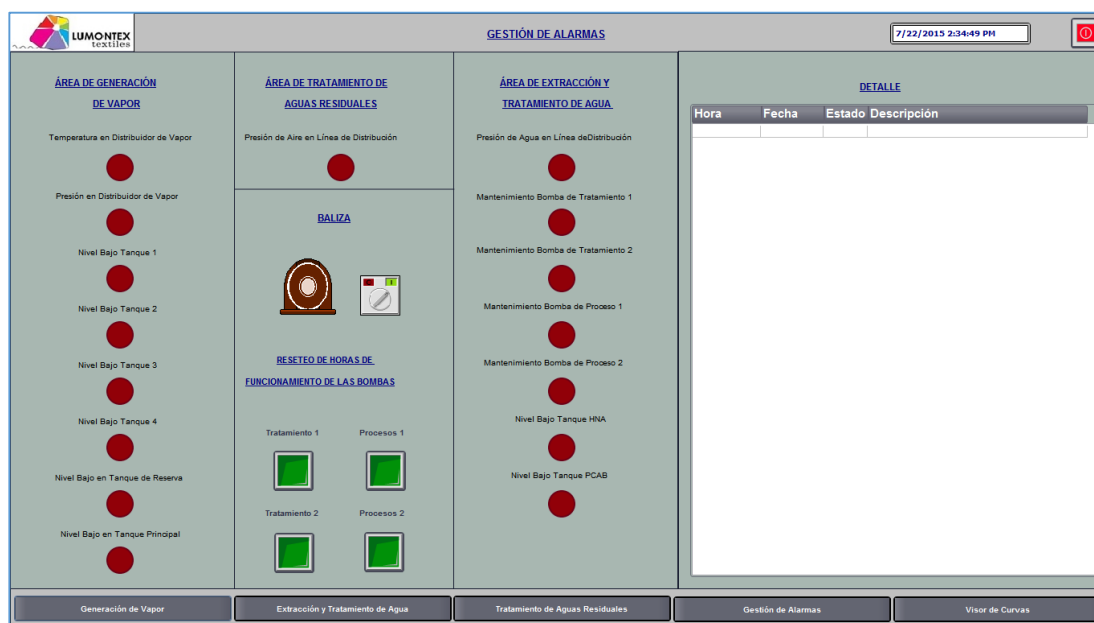 LUMONTEX
textiles
GESTIÓN DE ALARMAS
7/22/2015 2:34:49 PM
ÁREA DE GENERACIÓN
DE VAPOR
Temperatura en Distribuidor de Vapor
Presión en Distribuidor de Vapor
Nivel Bajo Tanque 1
Nivel Bajo Tanque 2
Nivel Bajo Tanque 3
Nivel Bajo Tanque 4
Nivel Bajo en Tanque de Reserva
Nivel Bajo en Tanque Principal
ÁREA DE TRATAMIENTO DE
AGUAS RESIDUALES
Presión de Aire en Línea de Distribución
BALIZA
RESETEO DE HORAS DE
FUNCIONAMIENTO DE LAS BOMBAS
Tratamiento 1 Procesos 1
Tratamiento 2 Procesos 2
ÁREA DE EXTRACCIÓN Y
TRATAMIENTO DE AGUA
Presión de Agua en Línea deDistribución
Mantenimiento Bomba de Tratamiento 1
Mantenimiento Bomba de Tratamiento 2
Mantenimiento Bomba de Proceso 1
Mantenimiento Bomba de Proceso 2
Nivel Bajo Tanque HNA
Nivel Bajo Tanque PCAB
DETALLE
Hora Fecha Estado Descripción
Generación de Vapor Extracción y Tratamiento de Agua Tratamiento de Aguas Residuales Gestión de Alarmas Visor de Curvas